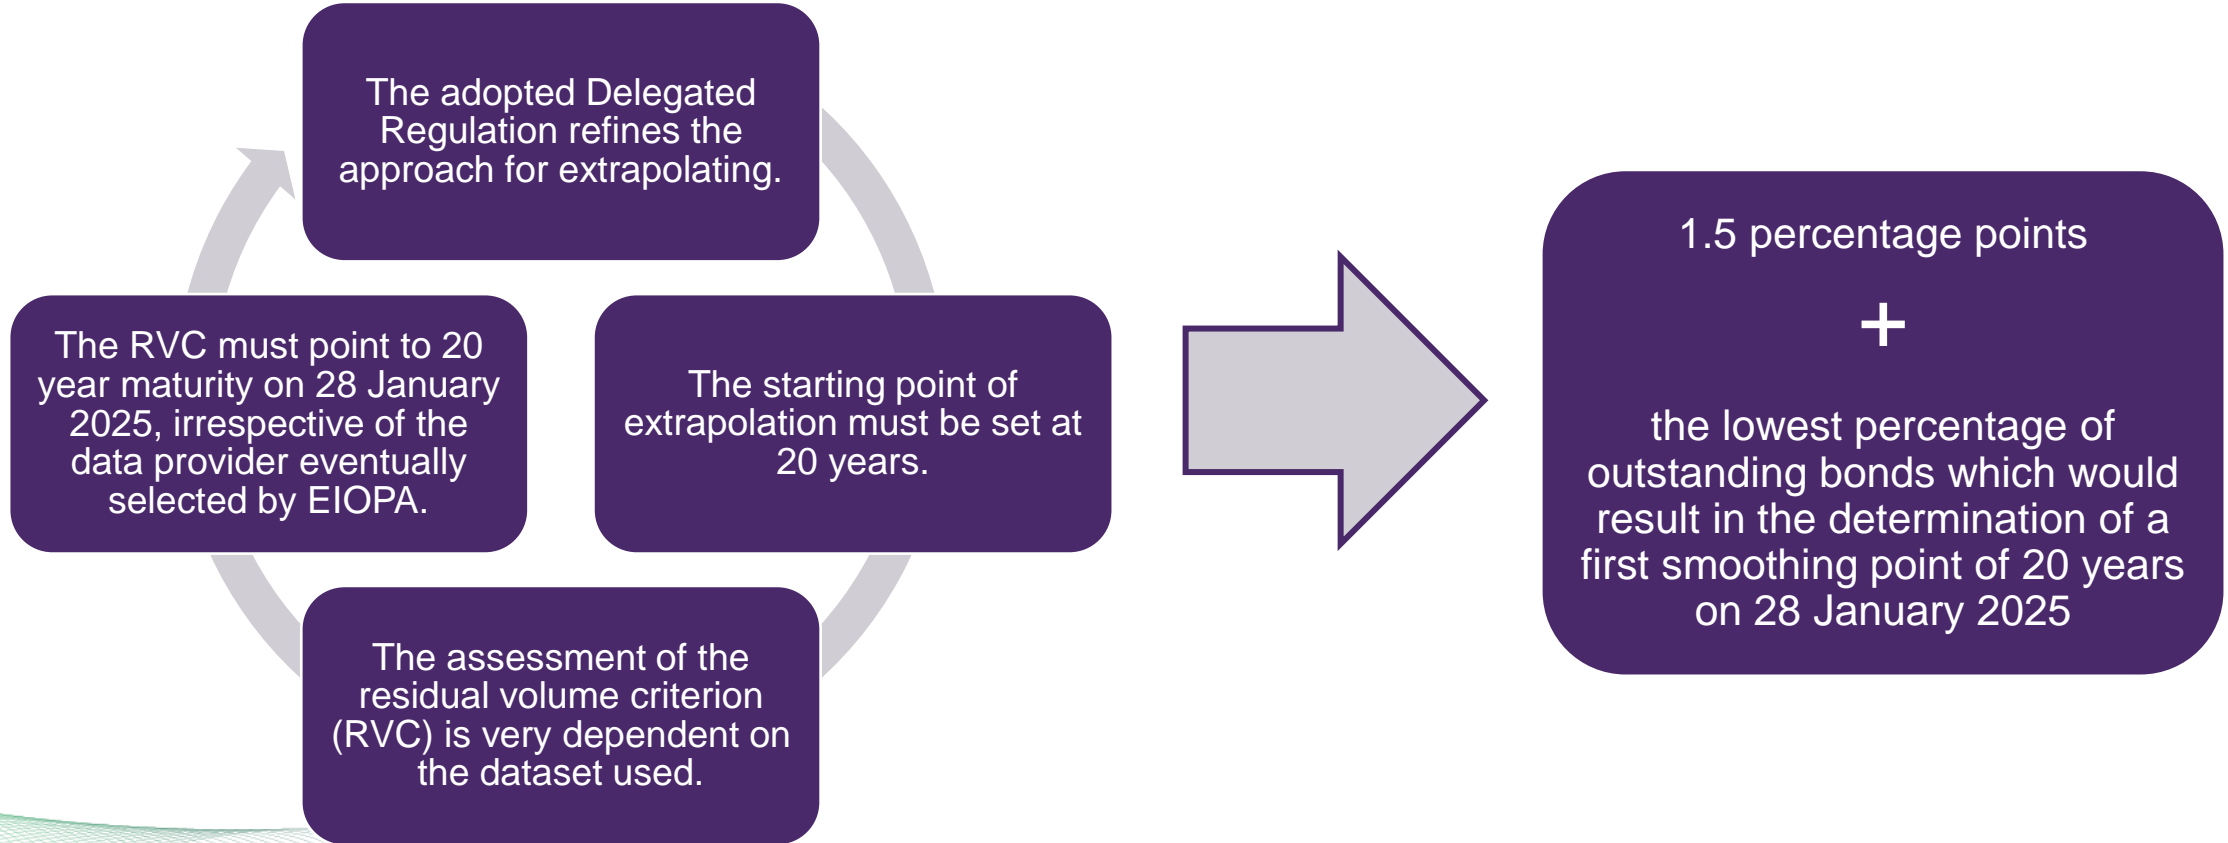 The adopted Delegated
Regulation refines the
approach for extrapolating.
The starting point of
extrapolation must be set at
20 years.
The assessment of the
residual volume criterion
(RVC) is very dependent on
the dataset used.
The RVC must point to 20
year maturity on 28 January
2025, irrespective of the
data provider eventually
selected by EIOPA.
1.5 percentage points
+
the lowest percentage of
outstanding bonds which would
result in the determination of a
first smoothing point of 20 years
on 28 January 2025